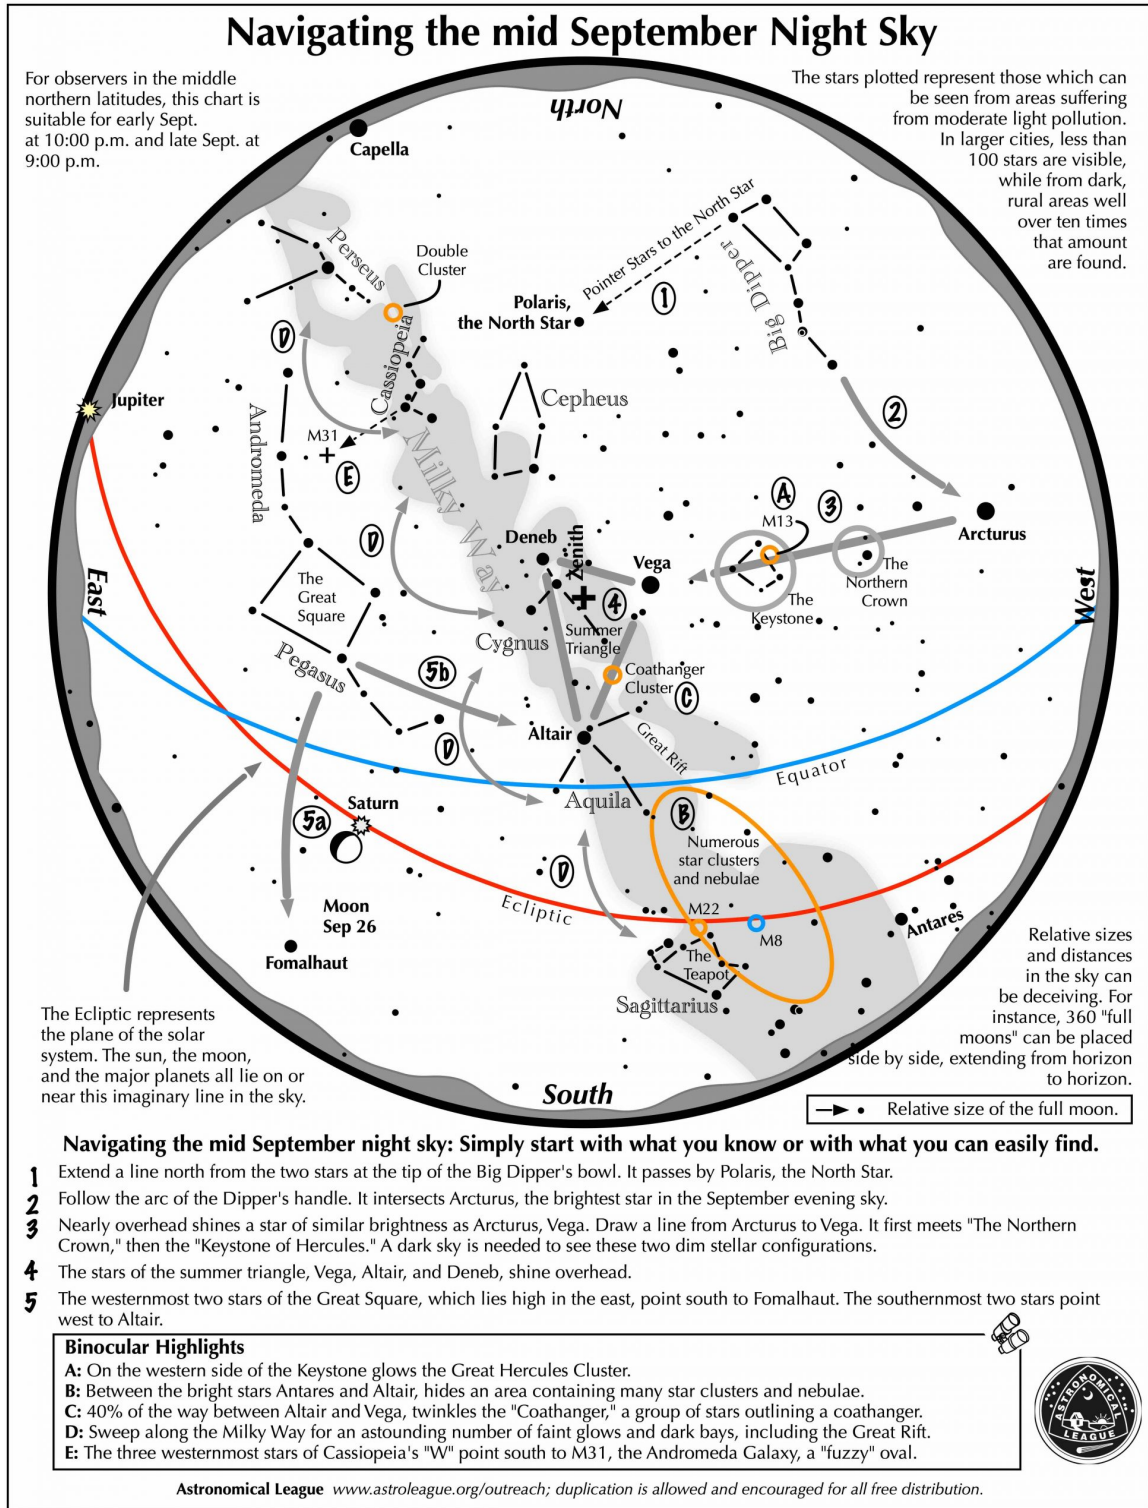 Navigating the mid September Night Sky
For observers in the middle
northern latitudes, this chart is
suitable for early Sept.
at 10:00 p.m. and late Sept. at
9:00 p.m.
The stars plotted represent those which can
be seen from areas suffering
from moderate light pollution.
In larger cities, less than
100 stars are visible,
while from dark,
rural areas well
over ten times
that amount
are found.
North
Capella
Perseus
Double
Cluster
Pointer Stars to the North Star
1
Big Dipper
Polaris,
the North Star
D
Cassiopeia
Cepheus
2
Jupiter
Andromeda
M31
E
Milky Way
A
3
M13
Arcturus
D
Deneb
Zenith
Vega
The
Northern
Crown
The
Keystone
East
West
The
Great
Square
4
Summer
Triangle
Cygnus
Pegasus
5b
Coathanger
Cluster
C
D
Altair
Great Rift
Equator
Aquila
Saturn
5a
B
Numerous
star clusters
and nebulae
D
Ecliptic
Moon
Sep 26
M22
M8
Antares
Fomalhaut
The
Teapot
Sagittarius
The Ecliptic represents
the plane of the solar
system. The sun, the moon,
and the major planets all lie on or
near this imaginary line in the sky.
Relative sizes
and distances
in the sky can
be deceiving. For
instance, 360 "full
moons" can be placed
side by side, extending from horizon
to horizon.
South
Relative size of the full moon.
Navigating the mid September night sky: Simply start with what you know or with what you can easily find.
1 Extend a line north from the two stars at the tip of the Big Dipper's bowl. It passes by Polaris, the North Star.
2 Follow the arc of the Dipper's handle. It intersects Arcturus, the brightest star in the September evening sky.
3 Nearly overhead shines a star of similar brightness as Arcturus, Vega. Draw a line from Arcturus to Vega. It first meets "The Northern
Crown," then the "Keystone of Hercules." A dark sky is needed to see these two dim stellar configurations.
4 The stars of the summer triangle, Vega, Altair, and Deneb, shine overhead.
5 The westernmost two stars of the Great Square, which lies high in the east, point south to Fomalhaut. The southernmost two stars point
west to Altair.
Binocular Highlights
A: On the western side of the Keystone glows the Great Hercules Cluster.
B: Between the bright stars Antares and Altair, hides an area containing many star clusters and nebulae.
C: 40% of the way between Altair and Vega, twinkles the "Coathanger," a group of stars outlining a coathanger.
D: Sweep along the Milky Way for an astounding number of faint glows and dark bays, including the Great Rift.
E: The three westernmost stars of Cassiopeia's "W" point south to M31, the Andromeda Galaxy, a "fuzzy" oval.
ASTRONOMICAL
LEAGUE
Astronomical League www.astroleague.org/outreach; duplication is allowed and encouraged for all free distribution.